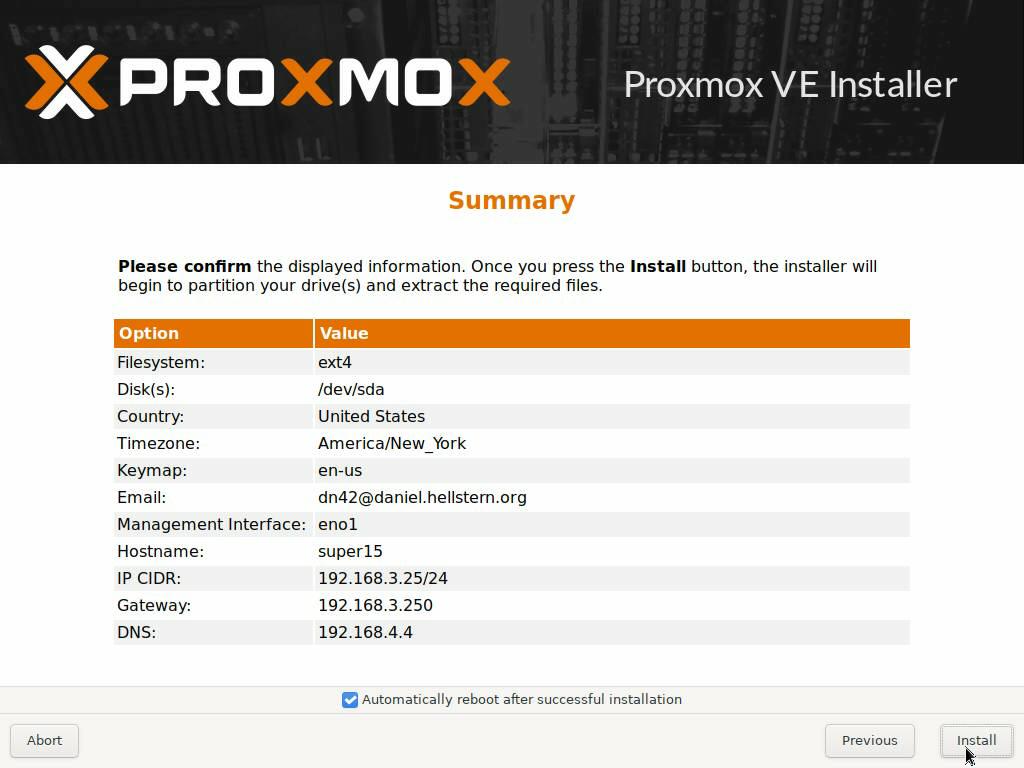 PROXMOX
Proxmox VE Installer
Summary
Please confirm the displayed information. Once you press the Install button, the installer will
begin to partition your drive(s) and extract the required files.
Option Value
Filesystem: ext4
Disk(s): /dev/sda
Country: United States
Timezone: America/New_York
Keymap: en-us
Email: dn42@daniel.hellstern.org
Management Interface: eno1
Hostname: super15
IP CIDR: 192.168.3.25/24
Gateway: 192.168.3.250
DNS: 192.168.4.4
Automatically reboot after successful installation
Abort Previous Install